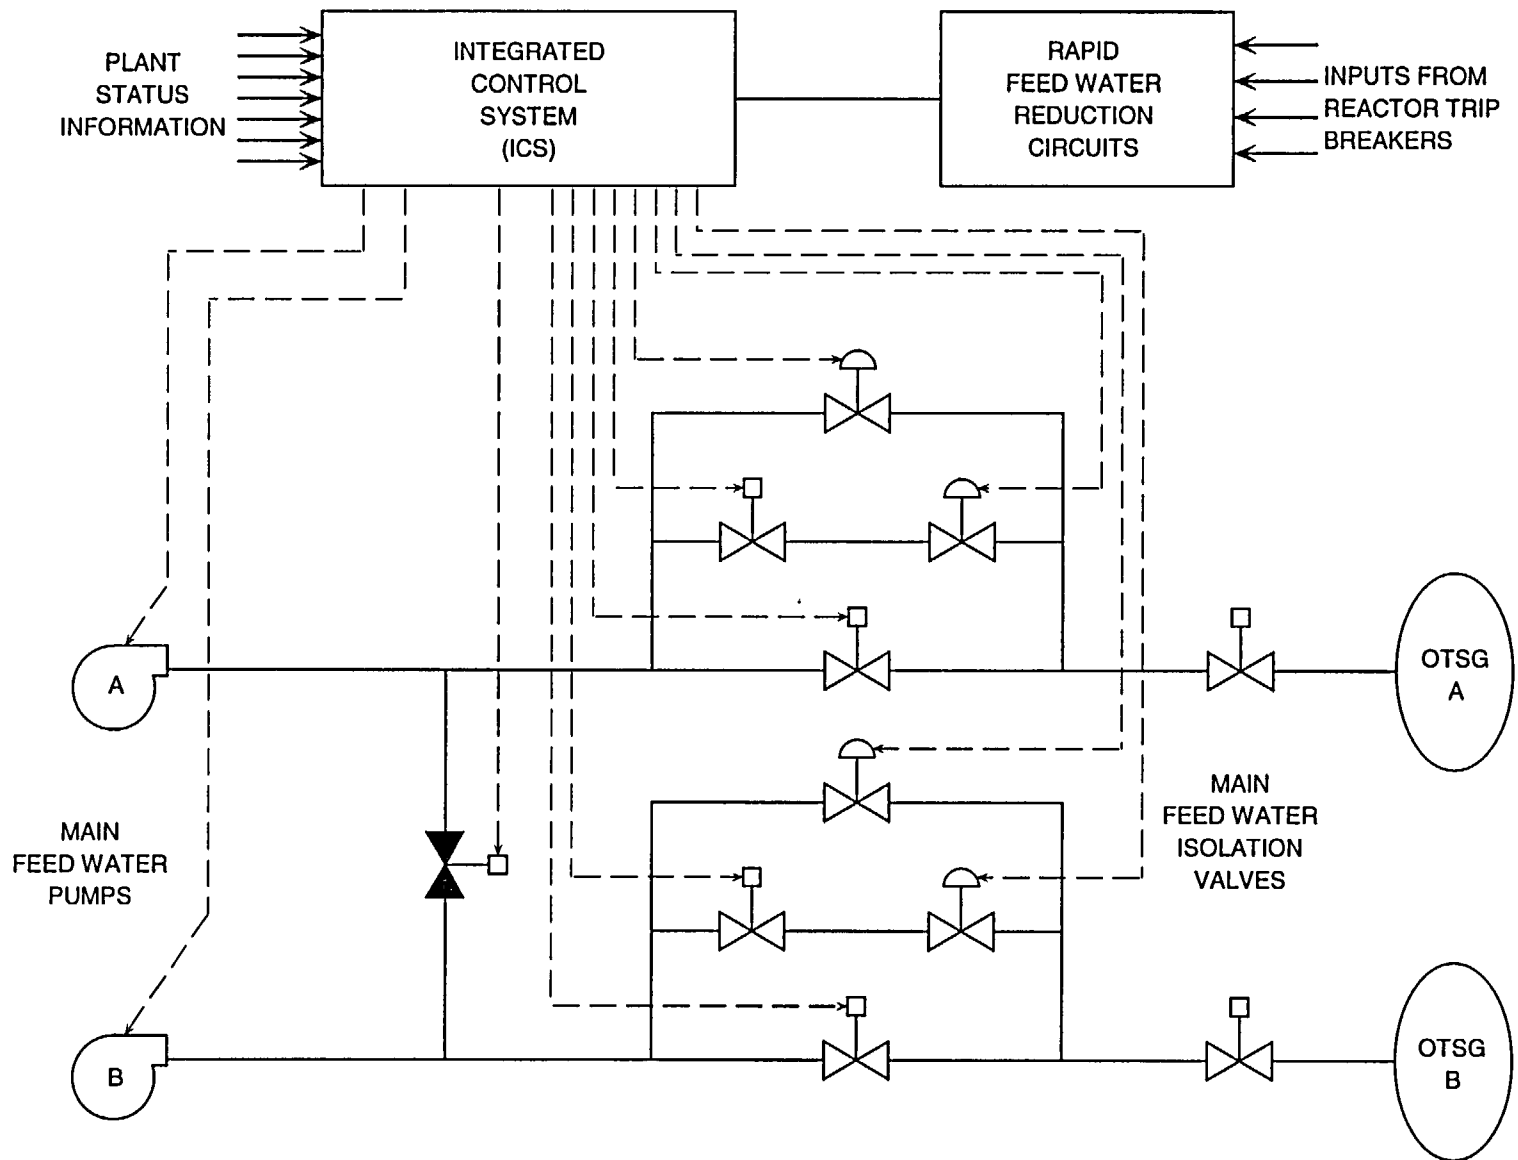 PLANT
STATUS
INFORMATION
INTEGRATED
CONTROL
SYSTEM
(ICS)
RAPID
FEED WATER
REDUCTION
CIRCUITS
INPUTS FROM
REACTOR TRIP
BREAKERS
A
OTSG
A
MAIN
FEED WATER
PUMPS
MAIN
FEED WATER
ISOLATION
VALVES
B
OTSG
B